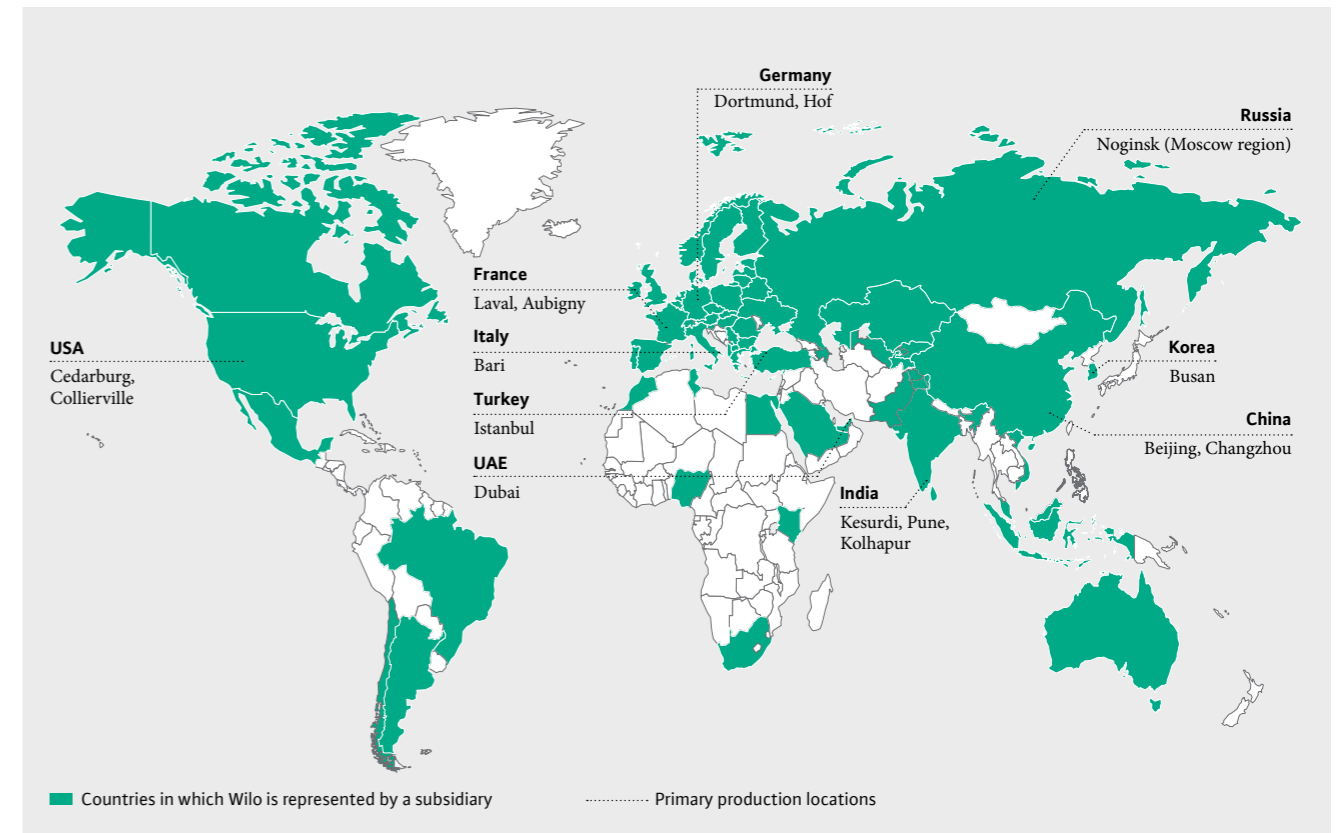 Germany
Dortmund, Hof
Russia
Noginsk (Moscow region)
France
Laval, Aubigny
Italy
Bari
USA
Cedarburg,
Collierville
Korea
Busan
Turkey
Istanbul
China
Beijing, Changzhou
UAE
Dubai
India
Kesurdi, Pune,
Kolhapur
Countries in which Wilo is represented by a subsidiary
Primary production locations